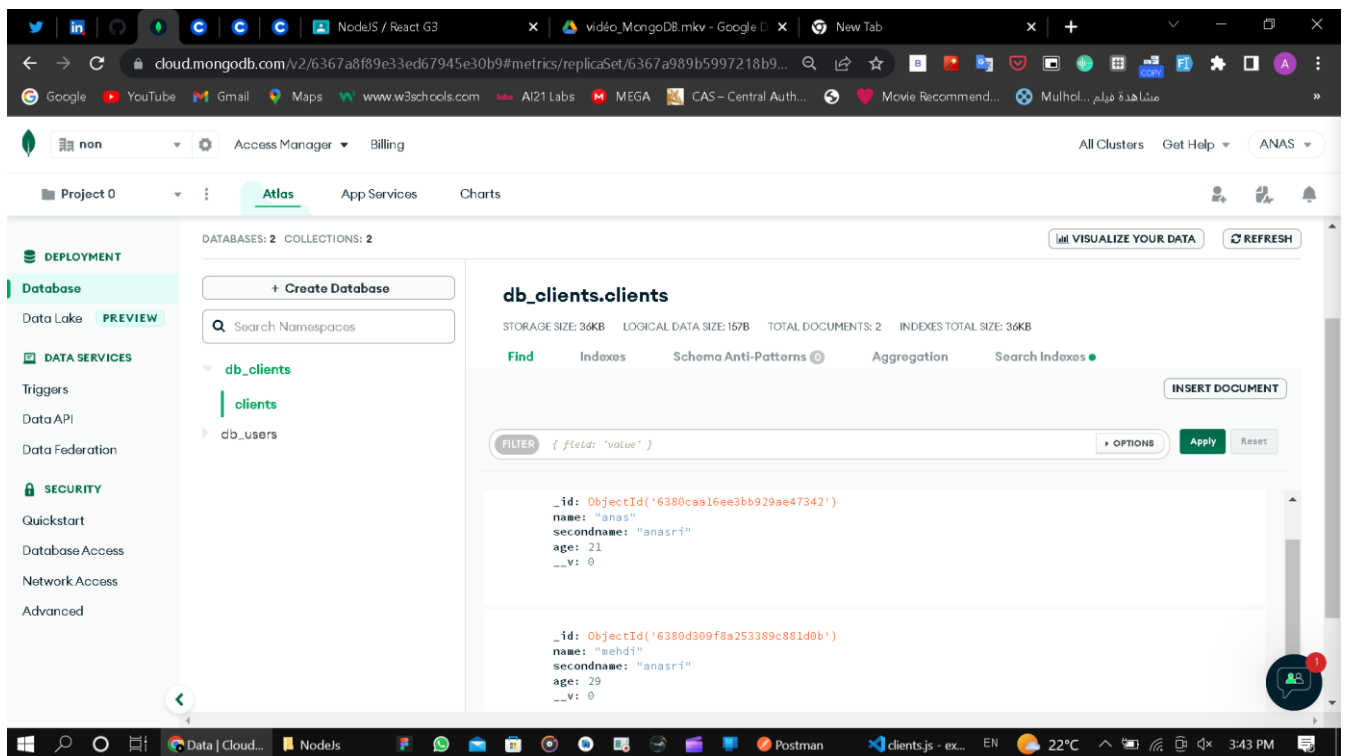 NodeJS / React G3
vidéo_MongoDB.mkv - Google D
New Tab
cloud.mongodb.com/v2/6367a8f89e33ed67945e30b9#metrics/replicaSet/6367a989b5997218b9...
Google YouTube Gmail Maps www.w3schools.com AI21 Labs MEGA CAS – Central Auth... Movie Recommend... Mulhol... مشاهدة فيلم »
COPY
non Access Manager Billing All Clusters Get Help ANAS
Project 0 Atlas App Services Charts
DEPLOYMENT
Database
Data Lake PREVIEW
DATA SERVICES
Triggers
Data API
Data Federation
SECURITY
Quickstart
Database Access
Network Access
Advanced
DATABASES: 2 COLLECTIONS: 2
VISUALIZE YOUR DATA REFRESH
+ Create Database
Search Namespaces
db_clients
clients
db_users
db_clients.clients
STORAGE SIZE: 36KB LOGICAL DATA SIZE: 157B TOTAL DOCUMENTS: 2 INDEXES TOTAL SIZE: 36KB
Find Indexes Schema Anti-Patterns 0 Aggregation Search Indexes
INSERT DOCUMENT
FILTER { field: 'value' } OPTIONS Apply Reset
_id: ObjectId('6380caa16ee3bb929ae47342')
name: "anas"
secondname: "anasri"
age: 21
__v: 0
_id: ObjectId('6380d309f8a253389c881d0b')
name: "mehdi"
secondname: "anasri"
age: 29
__v: 0
1
Data | Cloud... NodeJs Postman clients.js - ex... EN 22°C 3:43 PM